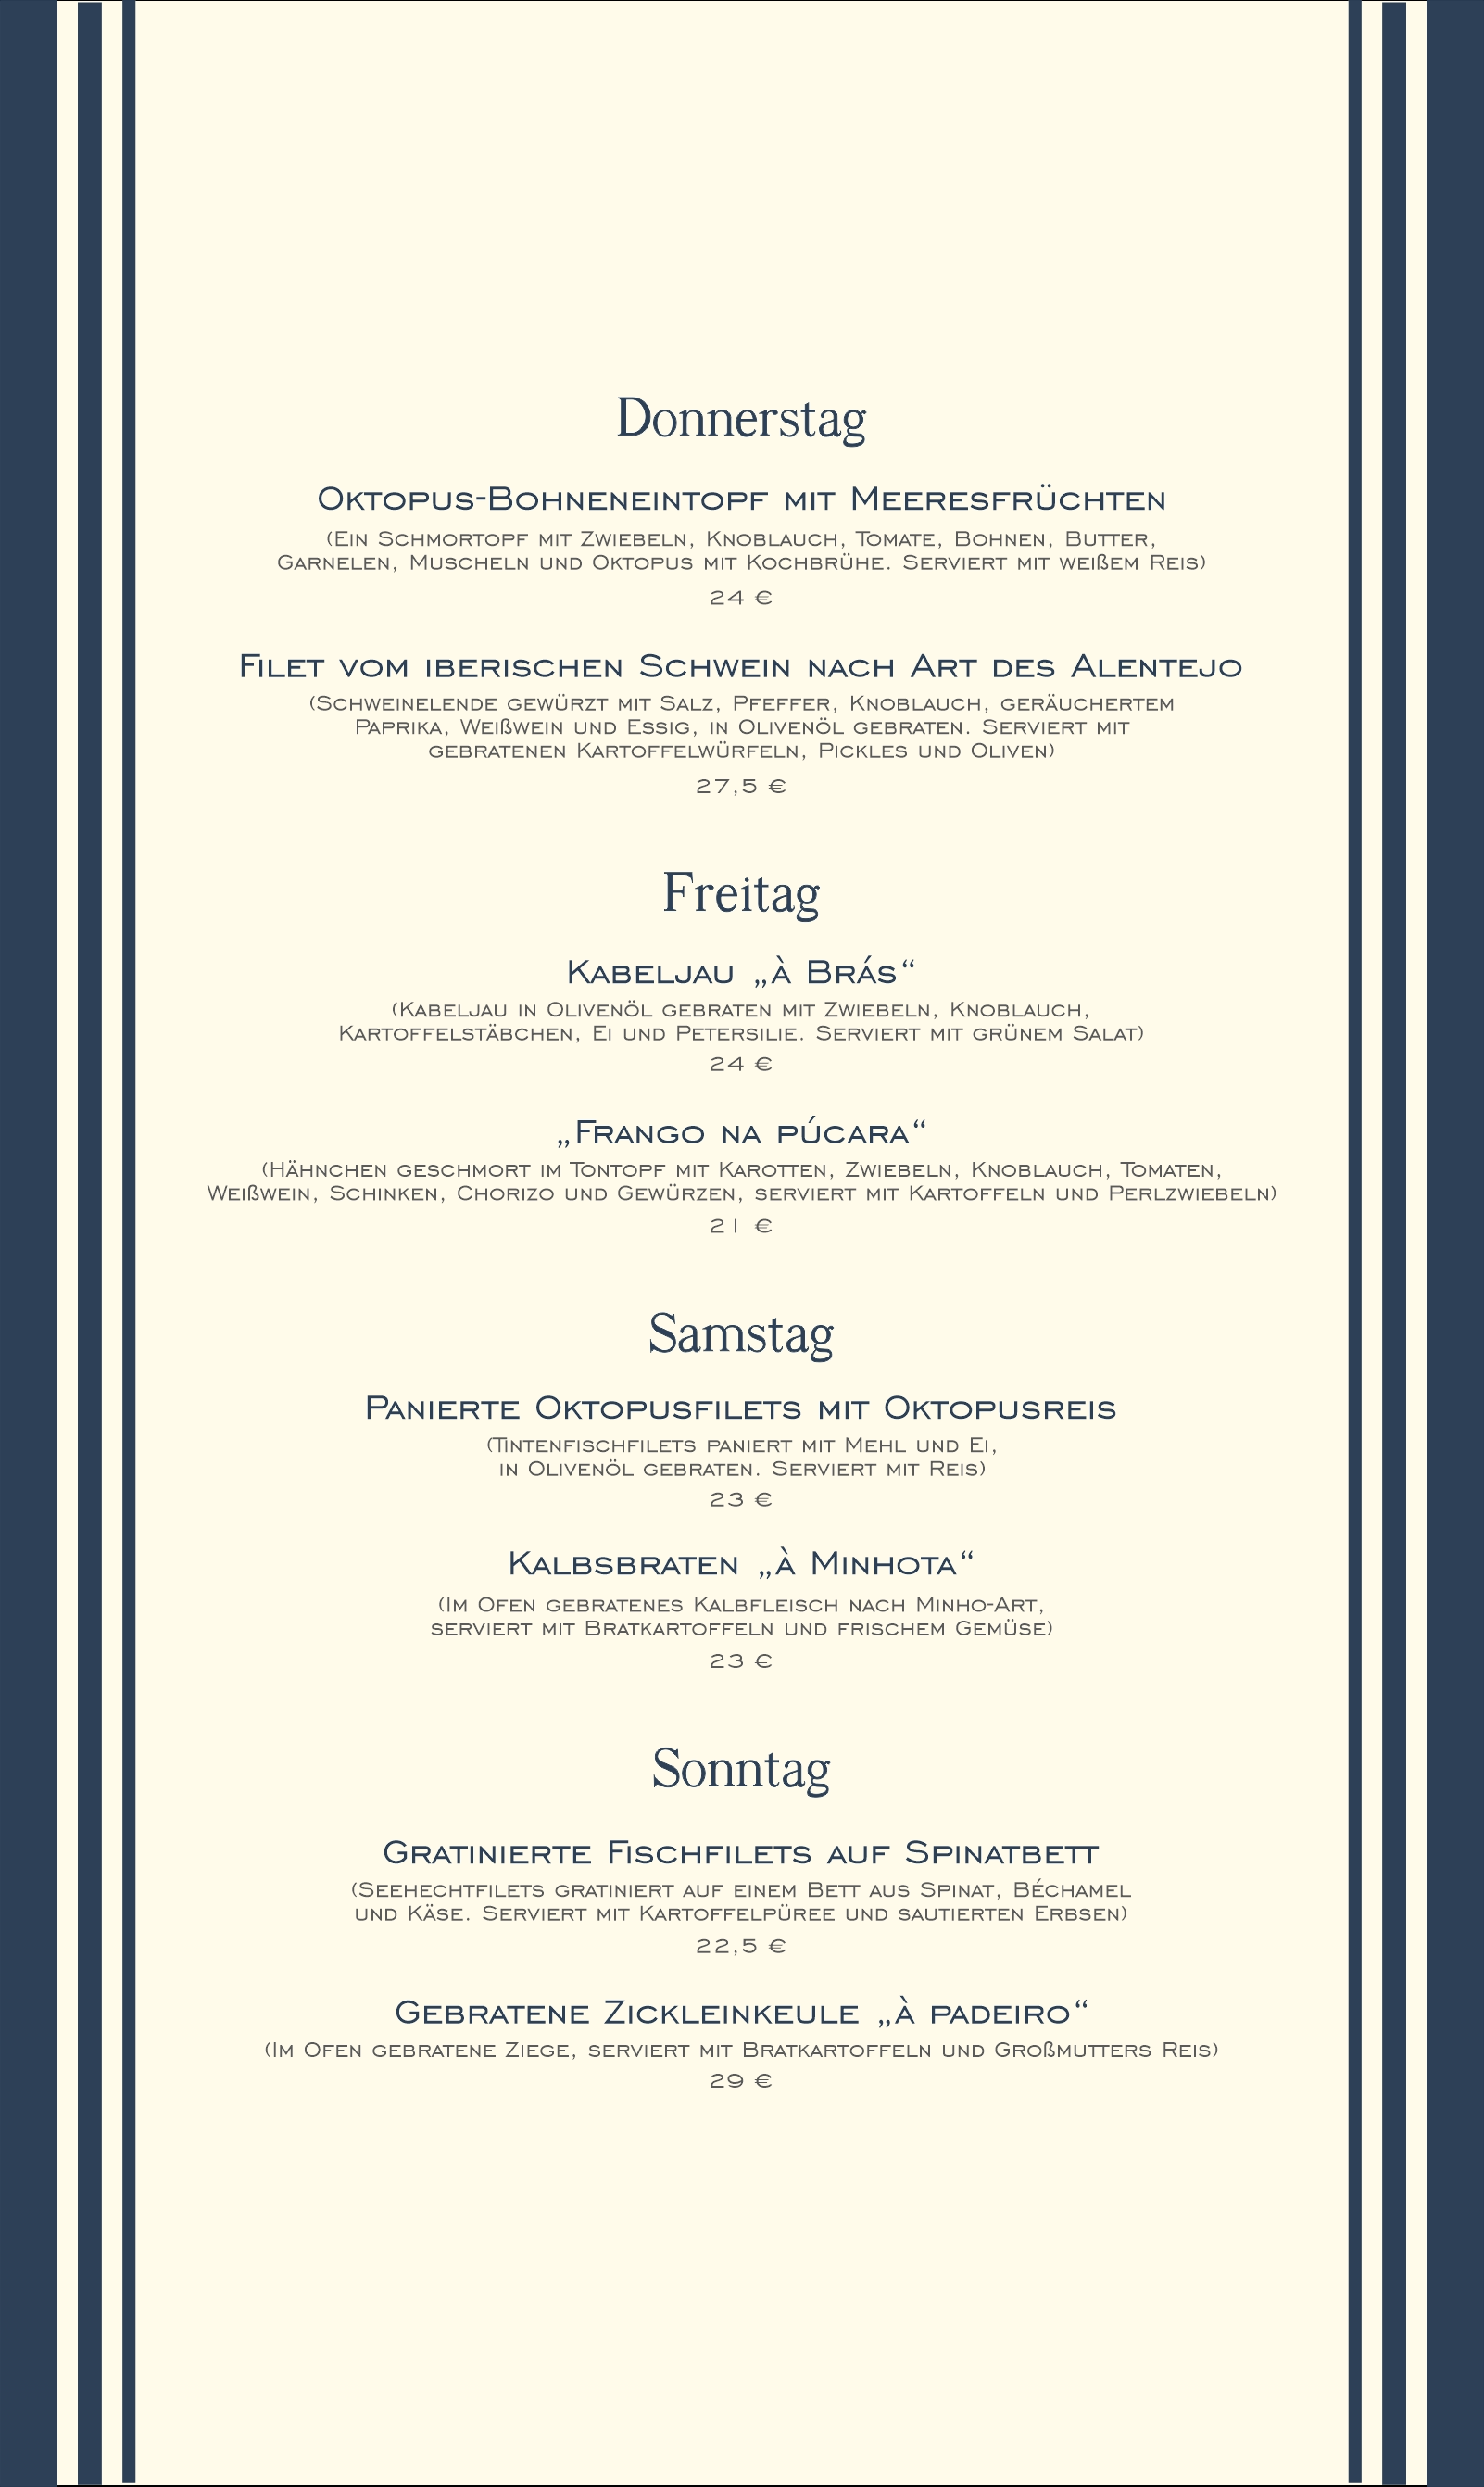 Donnerstag
Oktopus-Bohneneintopf mit Meeresfrüchten
(Ein Schmortopf mit Zwiebeln, Knoblauch, Tomate, Bohnen, Butter,
Garnelen, Muscheln und Oktopus mit Kochbrühe. Serviert mit weißem Reis)
24 €
Filet vom iberischen Schwein nach Art des Alentejo
(Schweinelende gewürzt mit Salz, Pfeffer, Knoblauch, geräuchertem
Paprika, Weißwein und Essig, in Olivenöl gebraten. Serviert mit
gebratenen Kartoffelwürfeln, Pickles und Oliven)
27,5 €
Freitag
Kabeljau „à Brás“
(Kabeljau in Olivenöl gebraten mit Zwiebeln, Knoblauch,
Kartoffelstäbchen, Ei und Petersilie. Serviert mit grünem Salat)
24 €
„Frango na púcara“
(Hähnchen geschmort im Tontopf mit Karotten, Zwiebeln, Knoblauch, Tomaten,
Weißwein, Schinken, Chorizo und Gewürzen, serviert mit Kartoffeln und Perlzwiebeln)
21 €
Samstag
Panierte Oktopusfilets mit Oktopusreis
(Tintenfischfilets paniert mit Mehl und Ei,
in Olivenöl gebraten. Serviert mit Reis)
23 €
Kalbsbraten „à Minhota“
(Im Ofen gebratenes Kalbfleisch nach Minho-Art,
serviert mit Bratkartoffeln und frischem Gemüse)
23 €
Sonntag
Gratinierte Fischfilets auf Spinatbett
(Seehechtfilets gratiniert auf einem Bett aus Spinat, Béchamel
und Käse. Serviert mit Kartoffelpüree und sautierten Erbsen)
22,5 €
Gebratene Zickleinkeule „à padeiro“
(Im Ofen gebratene Ziege, serviert mit Bratkartoffeln und Großmutters Reis)
29 €